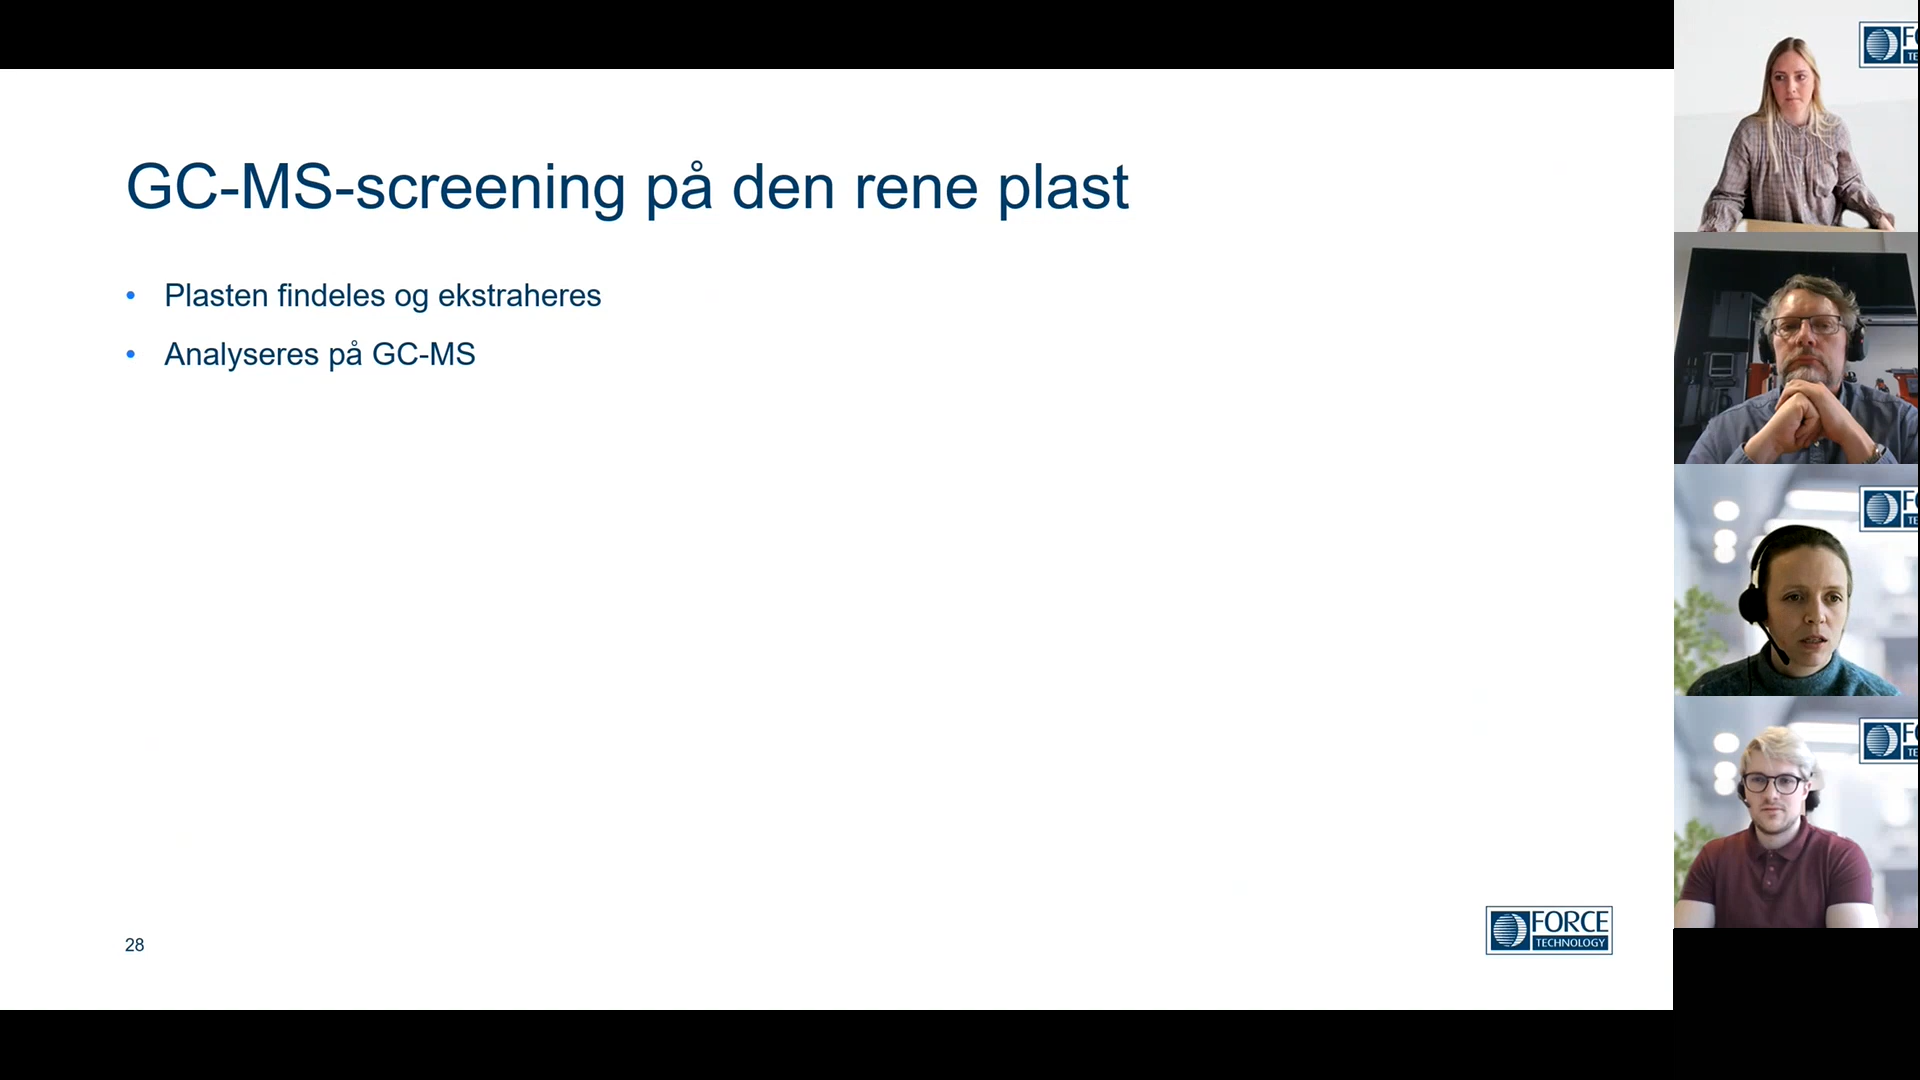 GC-MS-screening på den rene plast
• Plasten findeles og ekstraheres
• Analyseres på GC-MS
28
FORCE
TECHNOLOGY